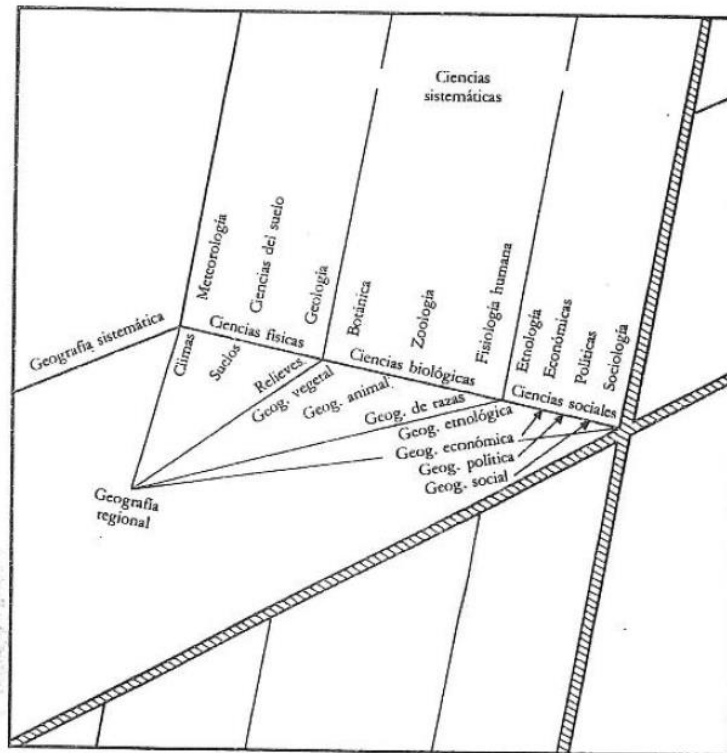 Ciencias
sistemáticas
Meteorología
Ciencias del suelo
Geología
Botánica
Zoología
Fisiología humana
Etnología
Económicas
Políticas
Sociología
Geografía sistemática
Ciencias físicas
Ciencias biológicas
Ciencias sociales
Climas
Suelos
Relieves
Geog. vegetal
Geog. animal
Geog. de razas
Geog. etnológica
Geog. económica
Geog. política
Geog. social
Geografía
regional